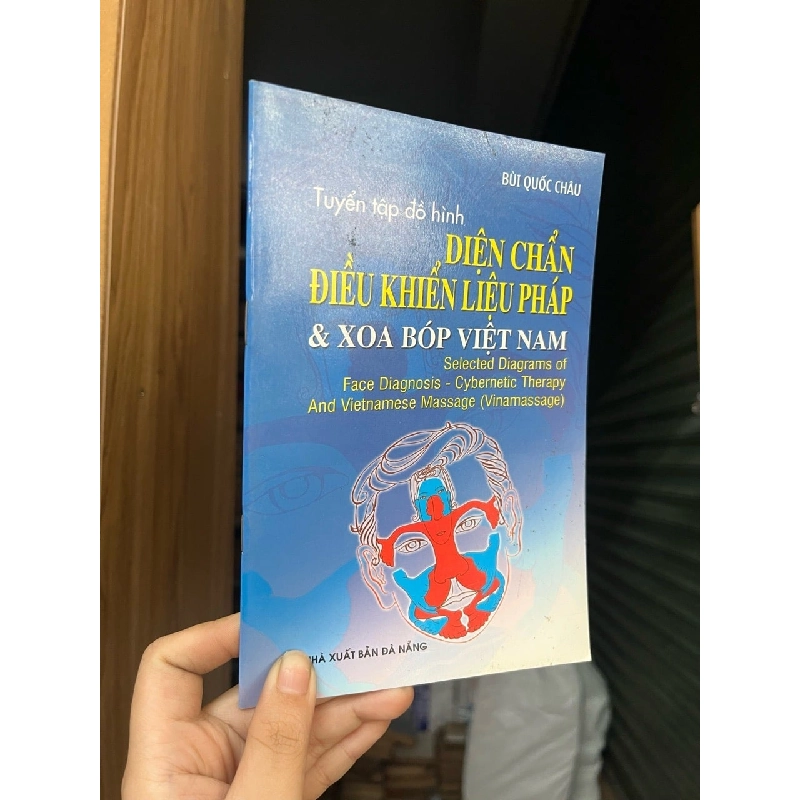 BÙI QUỐC CHÂU
Tuyển tập đồ hình
DIỆN CHẨN
ĐIỀU KHIỂN LIỆU PHÁP
& XOA BÓP VIỆT NAM
Selected Diagrams of
Face Diagnosis - Cybernetic Therapy
And Vietnamese Massage (Vinamassage)
NHÀ XUẤT BẢN ĐÀ NẴNG